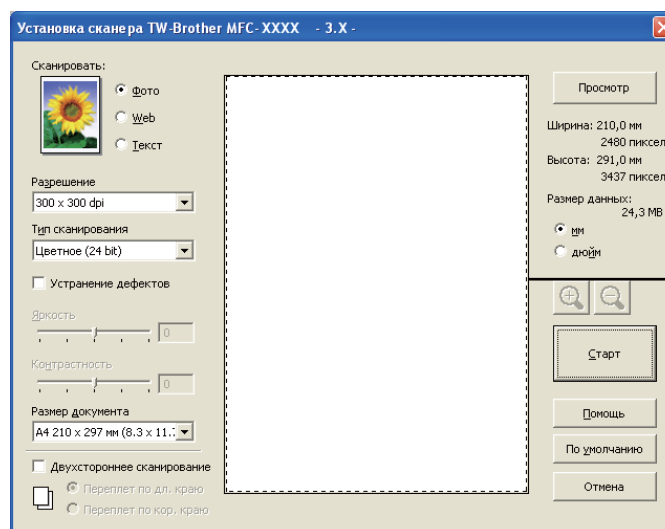 Установка сканера TW-Brother MFC-XXXX - 3.X -
Сканировать:
Фото
Web
Текст
Разрешение
300 x 300 dpi
Тип сканирования
Цветное (24 bit)
Устранение дефектов
Яркость
0
Контрастность
0
Размер документа
A4 210 x 297 мм (8.3 x 11.7
Двухстороннее сканирование
Переплет по дл. краю
Переплет по кор. краю
Просмотр
Ширина: 210,0 мм
2480 пиксел
Высота: 291,0 мм
3437 пиксел
Размер данных:
24,3 MB
мм
дюйм
Старт
Помощь
По умолчанию
Отмена